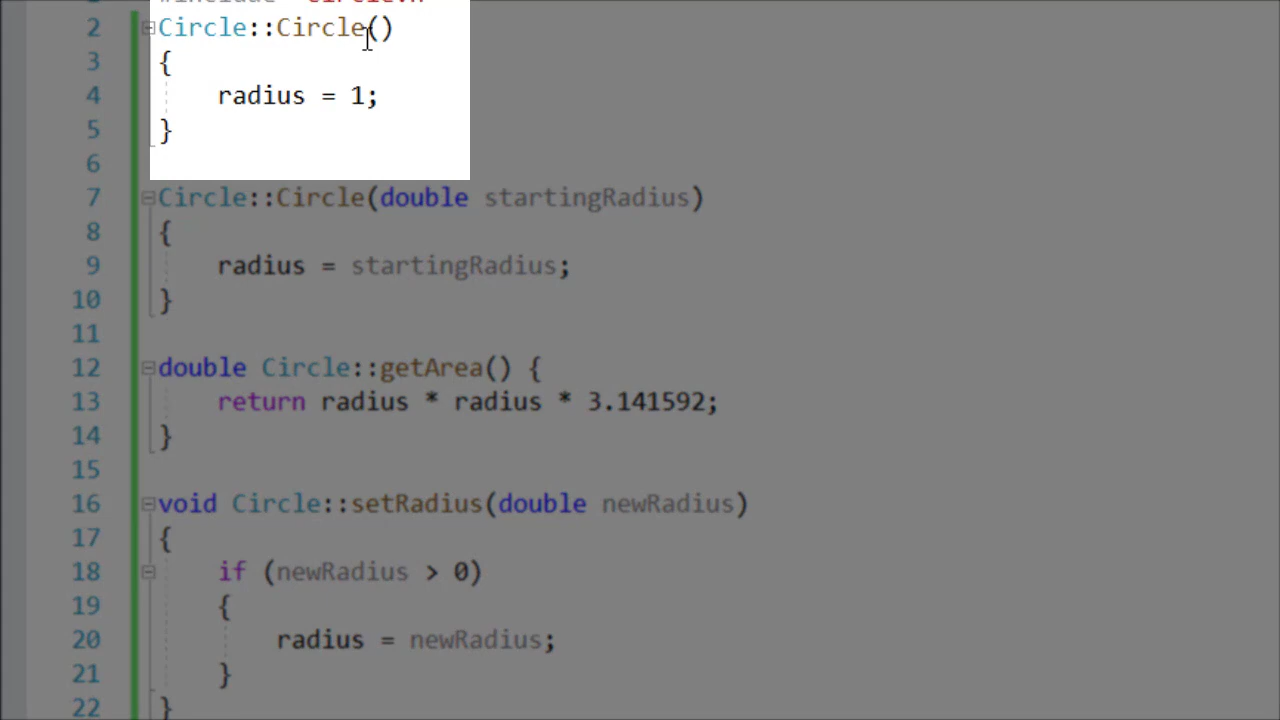 2 Circle::Circle()
3 {
4 radius = 1;
5 }
6
7 Circle::Circle(double startingRadius)
8 {
9 radius = startingRadius;
10 }
11
12 double Circle::getArea() {
13 return radius * radius * 3.141592;
14 }
15
16 void Circle::setRadius(double newRadius)
17 {
18 if (newRadius > 0)
19 {
20 radius = newRadius;
21 }
22 }